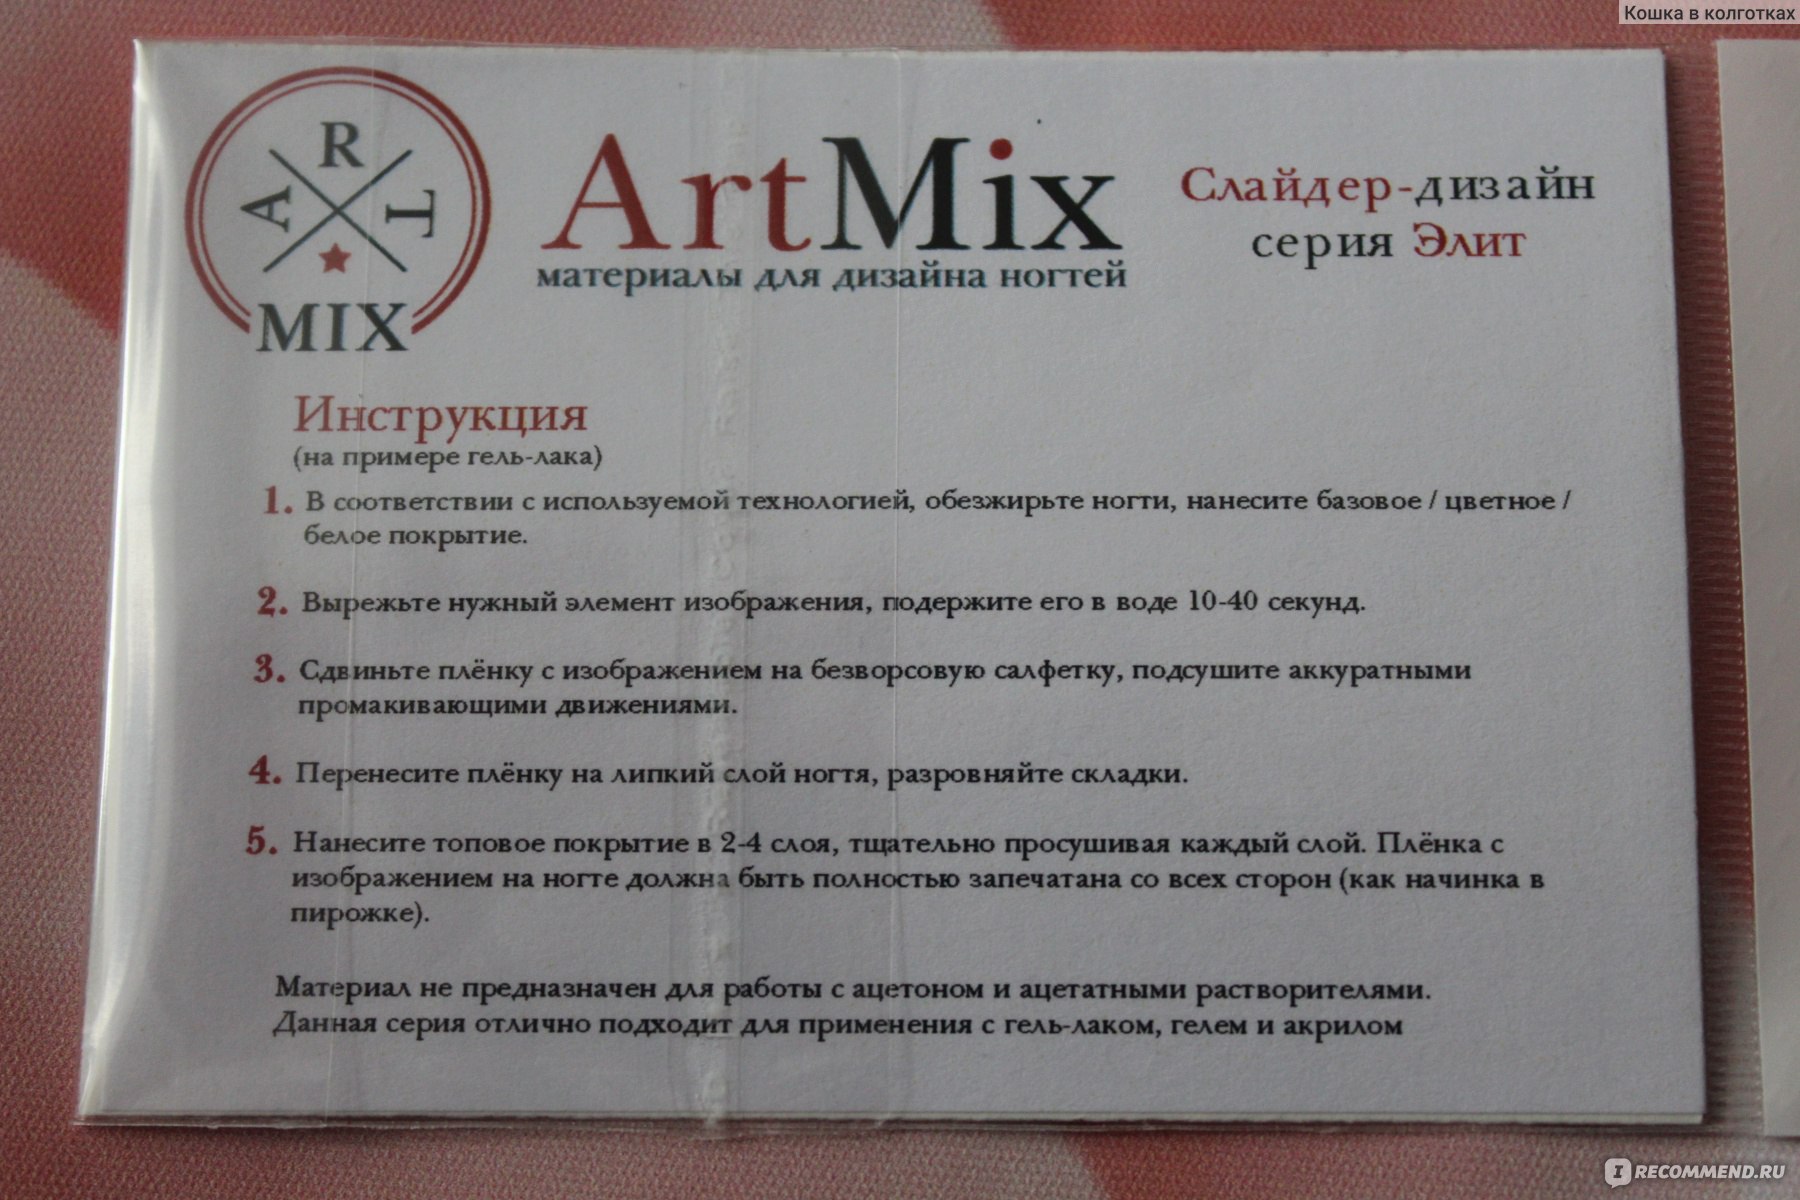 Кошка в колготках
A R T
MIX
ArtMix
материалы для дизайна ногтей
Слайдер-дизайн
серия Элит
Инструкция
(на примере гель-лака)
1. В соответствии с используемой технологией, обезжирьте ногти, нанесите базовое / цветное /
белое покрытие.
2. Вырежьте нужный элемент изображения, подержите его в воде 10-40 секунд.
3. Сдвиньте плёнку с изображением на безворсовую салфетку, подсушите аккуратными
промакивающими движениями.
4. Перенесите плёнку на липкий слой ногтя, разровняйте складки.
5. Нанесите топовое покрытие в 2-4 слоя, тщательно просушивая каждый слой. Плёнка с
изображением на ногте должна быть полностью запечатана со всех сторон (как начинка в
пирожке).
Материал не предназначен для работы с ацетоном и ацетатными растворителями.
Данная серия отлично подходит для применения с гель-лаком, гелем и акрилом
I RECOMMEND.RU